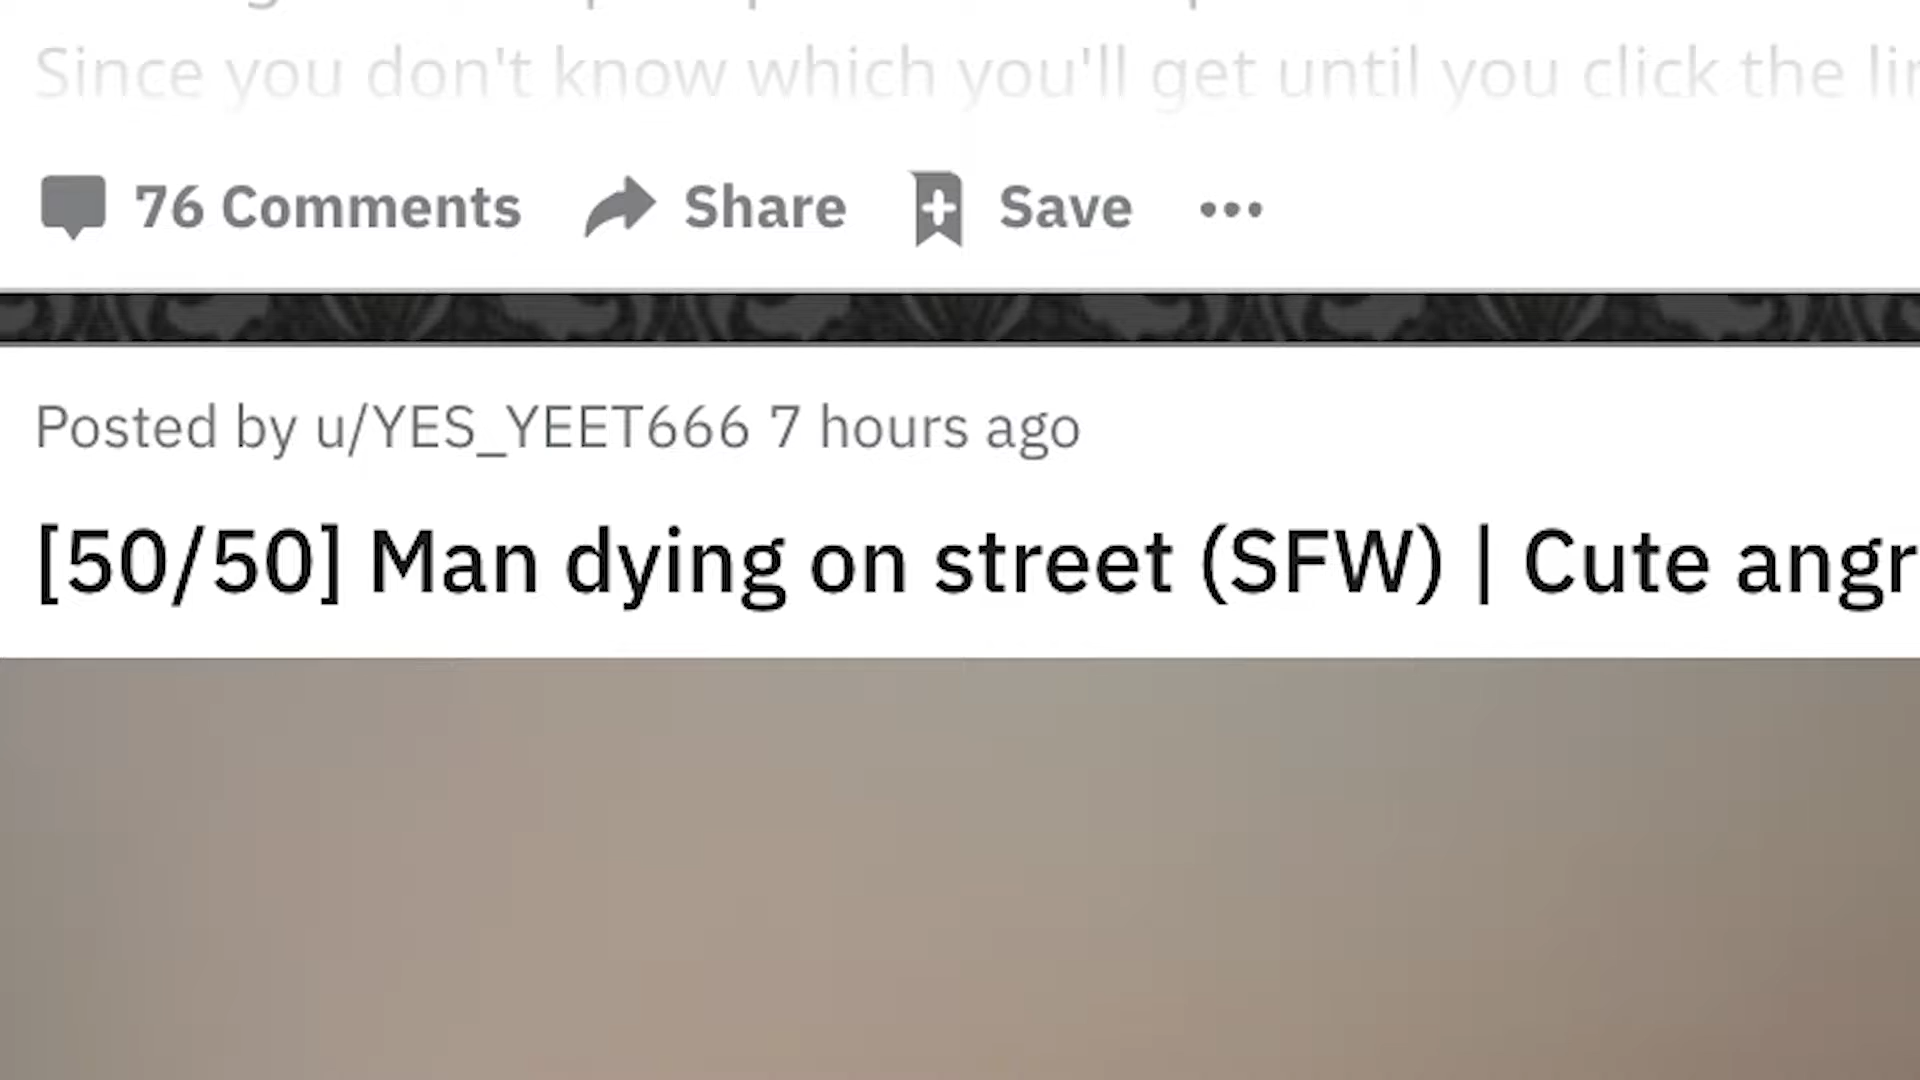 Since you don't know which you'll get until you click the
76 Comments Share Save
Posted by u/YES_YEET666 7 hours ago
[50/50] Man dying on street (SFW) | Cute